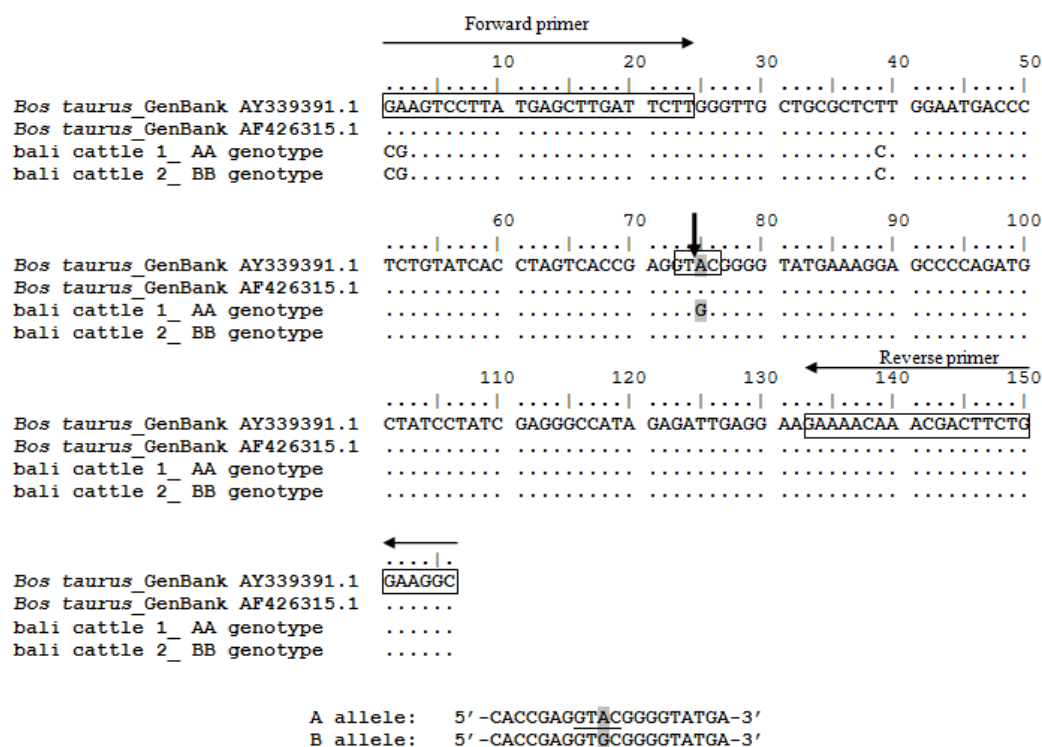 Forward primer
10 20 30 40 50
....|....| ....|....| ....|....| ....|....| ....|....|
Bos taurus_GenBank AY339391.1 GAAGTCCTTA TGAGCTTGAT TCTTGGGTTG CTGCGCTCTT GGAATGACCC
Bos taurus_GenBank AF426315.1 .......... .......... .......... .......... ..........
bali cattle 1_ AA genotype CG........ .......... .......... ........C. ..........
bali cattle 2_ BB genotype CG........ .......... .......... ........C. ..........
60 70 80 90 100
....|....| ....|....| ....|....| ....|....| ....|....|
Bos taurus_GenBank AY339391.1 TCTGTATCAC CTAGTCACCG AGGTACGGGG TATGAAAGGA GCCCCAGATG
Bos taurus_GenBank AF426315.1 .......... .......... .......... .......... ..........
bali cattle 1_ AA genotype .......... .......... ....G..... .......... ..........
bali cattle 2_ BB genotype .......... .......... .......... .......... ..........
Reverse primer
110 120 130 140 150
....|....| ....|....| ....|....| ....|....| ....|....|
Bos taurus_GenBank AY339391.1 CTATCCTATC GAGGGCCATA GAGATTGAGG AAGAAAACAA ACGACTTCTG
Bos taurus_GenBank AF426315.1 .......... .......... .......... .......... ..........
bali cattle 1_ AA genotype .......... .......... .......... .......... ..........
bali cattle 2_ BB genotype .......... .......... .......... .......... ..........
....|.
Bos taurus_GenBank AY339391.1 GAAGGC
Bos taurus_GenBank AF426315.1 ......
bali cattle 1_ AA genotype ......
bali cattle 2_ BB genotype ......
A allele: 5'-CACCGAGGTACGGGGTATGA-3'
B allele: 5'-CACCGAGGTGCGGGGTATGA-3'